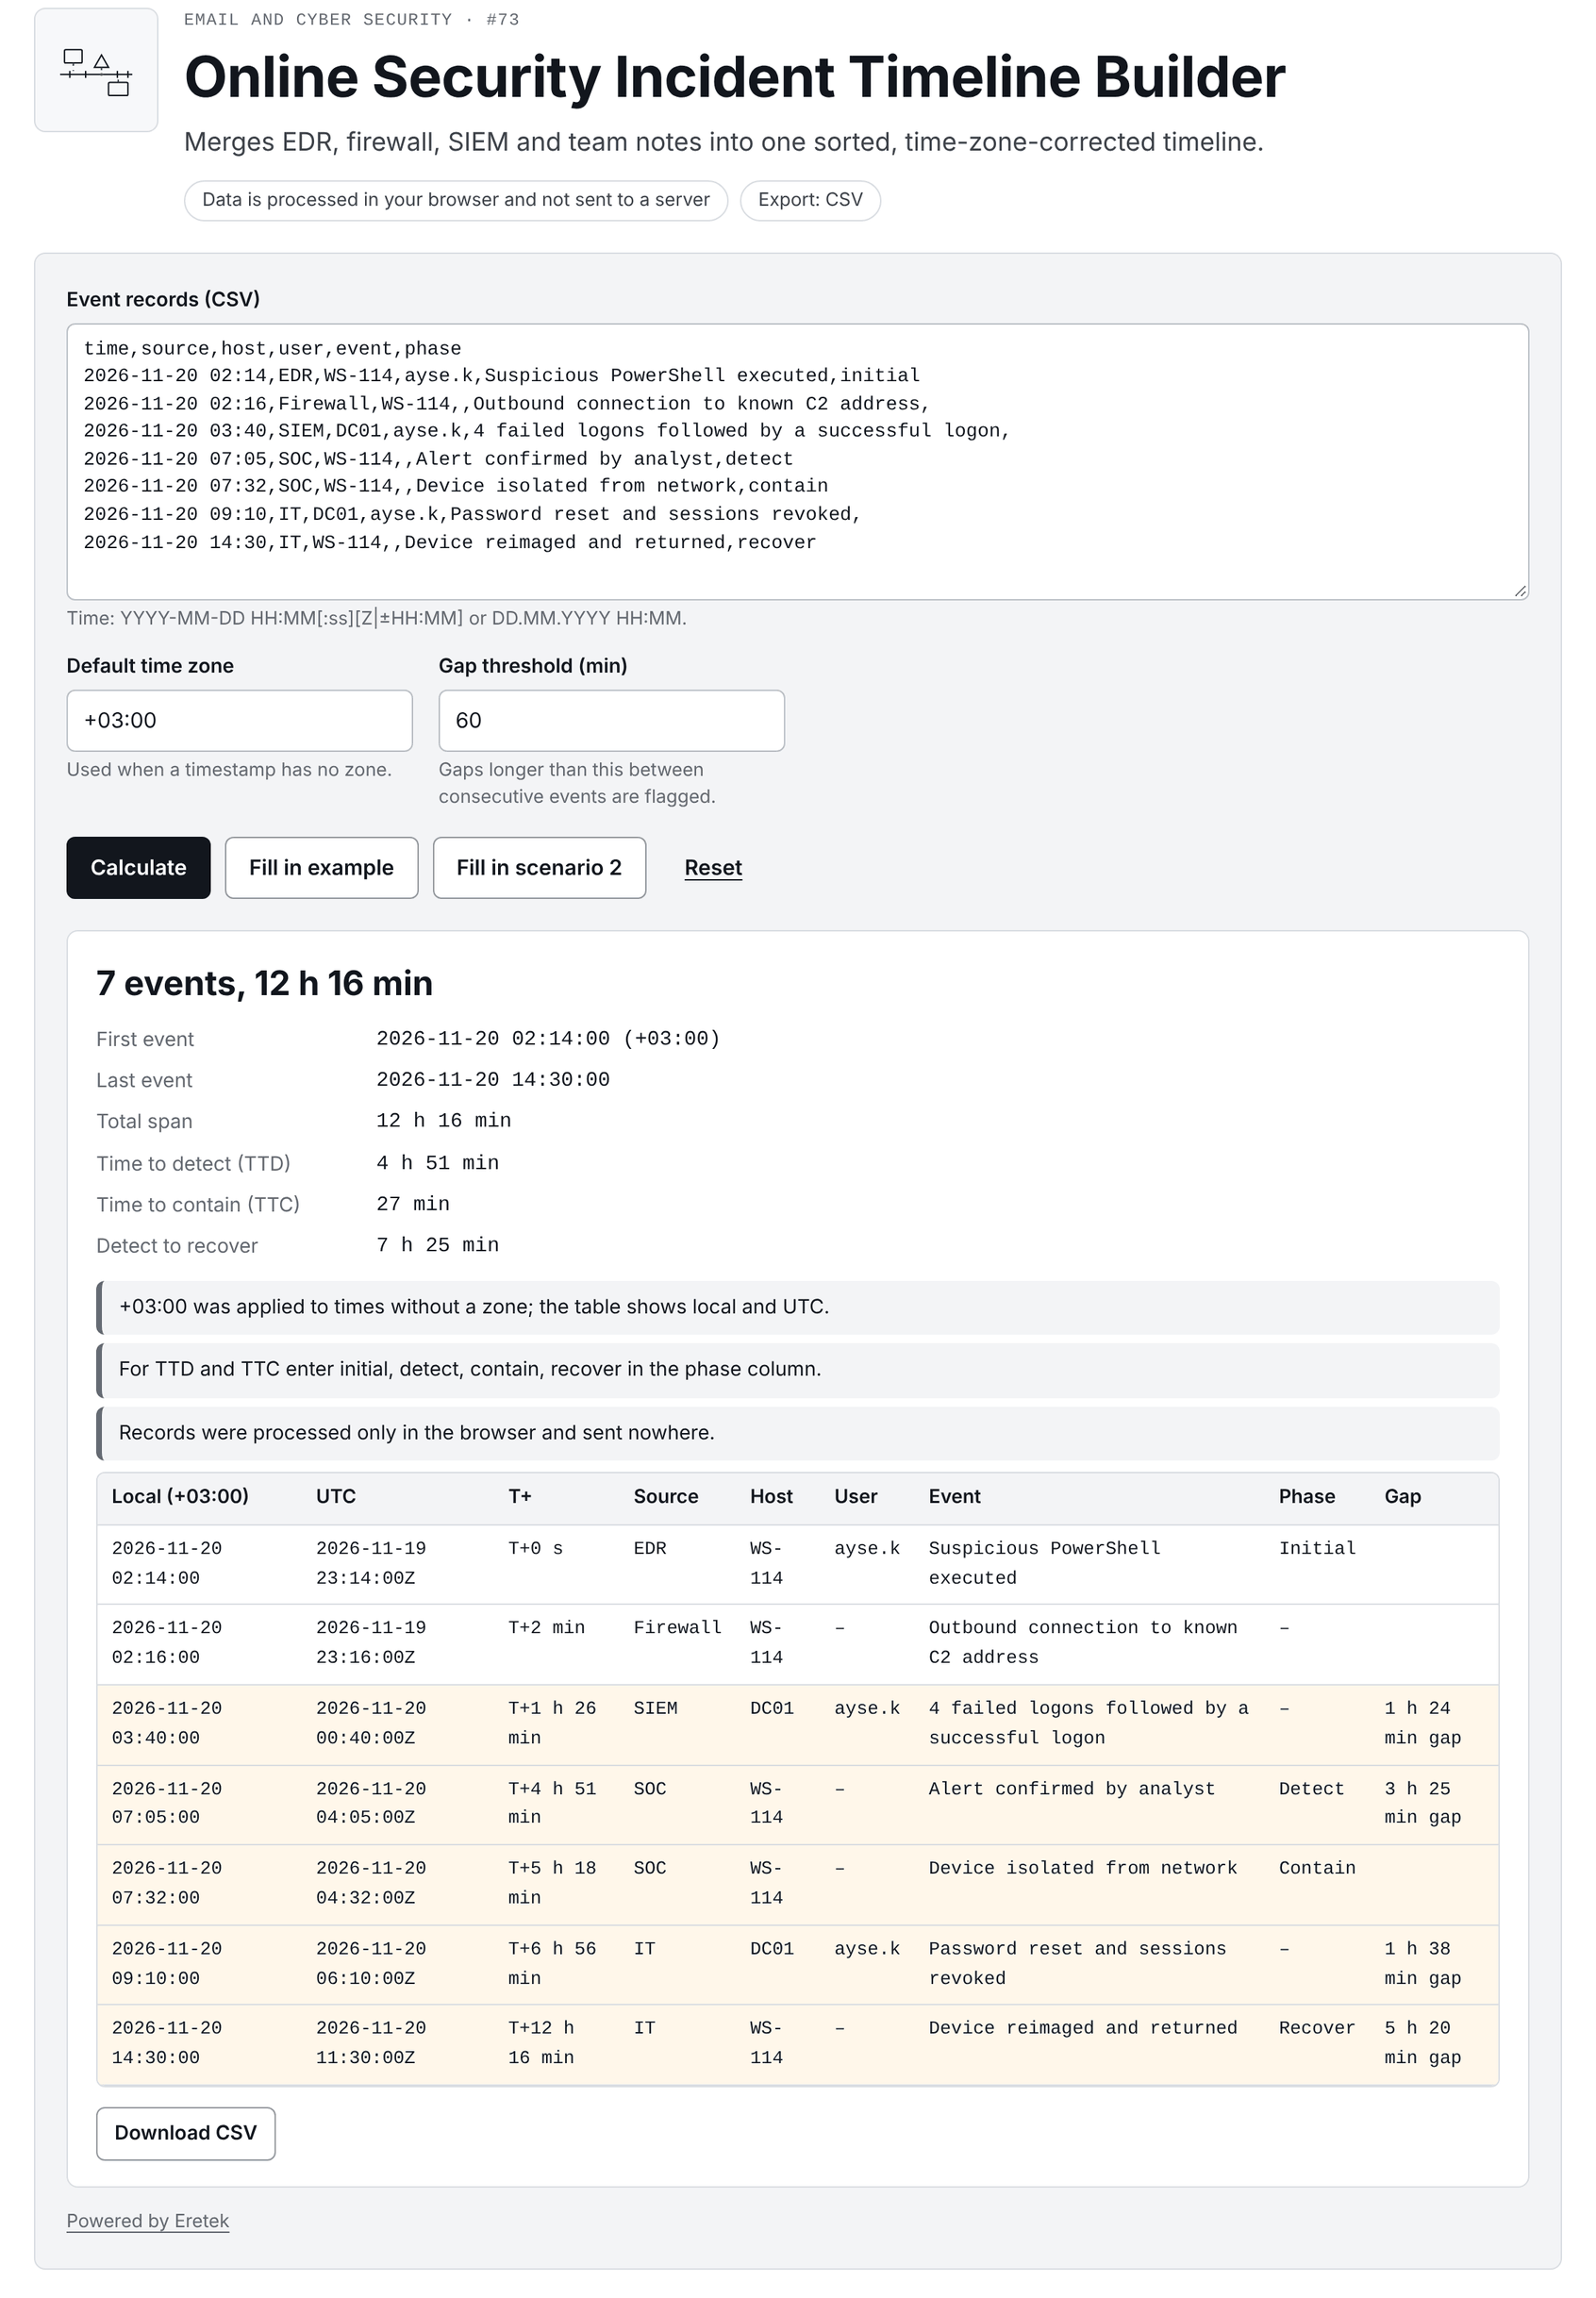 EMAIL AND CYBER SECURITY · #73
Online Security Incident Timeline Builder
Merges EDR, firewall, SIEM and team notes into one sorted, time-zone-corrected timeline.
Data is processed in your browser and not sent to a server
Export: CSV
Event records (CSV)
time,source,host,user,event,phase
2026-11-20 02:14,EDR,WS-114,ayse.k,Suspicious PowerShell executed,initial
2026-11-20 02:16,Firewall,WS-114,,Outbound connection to known C2 address,
2026-11-20 03:40,SIEM,DC01,ayse.k,4 failed logons followed by a successful logon,
2026-11-20 07:05,SOC,WS-114,,Alert confirmed by analyst,detect
2026-11-20 07:32,SOC,WS-114,,Device isolated from network,contain
2026-11-20 09:10,IT,DC01,ayse.k,Password reset and sessions revoked,
2026-11-20 14:30,IT,WS-114,,Device reimaged and returned,recover
Time: YYYY-MM-DD HH:MM[:ss][Z|±HH:MM] or DD.MM.YYYY HH:MM.
Default time zone
+03:00
Used when a timestamp has no zone.
Gap threshold (min)
60
Gaps longer than this between
consecutive events are flagged.
Calculate
Fill in example
Fill in scenario 2
Reset
7 events, 12 h 16 min
First event 2026-11-20 02:14:00 (+03:00)
Last event 2026-11-20 14:30:00
Total span 12 h 16 min
Time to detect (TTD) 4 h 51 min
Time to contain (TTC) 27 min
Detect to recover 7 h 25 min
+03:00 was applied to times without a zone; the table shows local and UTC.
For TTD and TTC enter initial, detect, contain, recover in the phase column.
Records were processed only in the browser and sent nowhere.
Local (+03:00) UTC T+ Source Host User Event Phase Gap
2026-11-20 2026-11-19 T+0 s EDR WS- ayse.k Suspicious PowerShell Initial
02:14:00 23:14:00Z 114 executed
2026-11-20 2026-11-19 T+2 min Firewall WS- – Outbound connection to known –
02:16:00 23:16:00Z 114 C2 address
2026-11-20 2026-11-20 T+1 h 26 SIEM DC01 ayse.k 4 failed logons followed by a – 1 h 24
03:40:00 00:40:00Z min successful logon min gap
2026-11-20 2026-11-20 T+4 h 51 SOC WS- – Alert confirmed by analyst Detect 3 h 25
07:05:00 04:05:00Z min 114 min gap
2026-11-20 2026-11-20 T+5 h 18 SOC WS- – Device isolated from network Contain
07:32:00 04:32:00Z min 114
2026-11-20 2026-11-20 T+6 h 56 IT DC01 ayse.k Password reset and sessions – 1 h 38
09:10:00 06:10:00Z min revoked min gap
2026-11-20 2026-11-20 T+12 h IT WS- – Device reimaged and returned Recover 5 h 20
14:30:00 11:30:00Z 16 min 114 min gap
Download CSV
Powered by Eretek